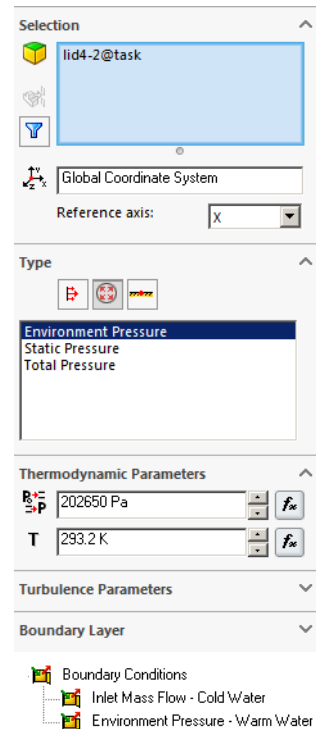 Selection
lid4-2@task
Global Coordinate System
Reference axis: X
Type
Environment Pressure
Static Pressure
Total Pressure
Thermodynamic Parameters
202650 Pa
T 293.2 K
Turbulence Parameters
Boundary Layer
Boundary Conditions
Inlet Mass Flow - Cold Water
Environment Pressure - Warm Water